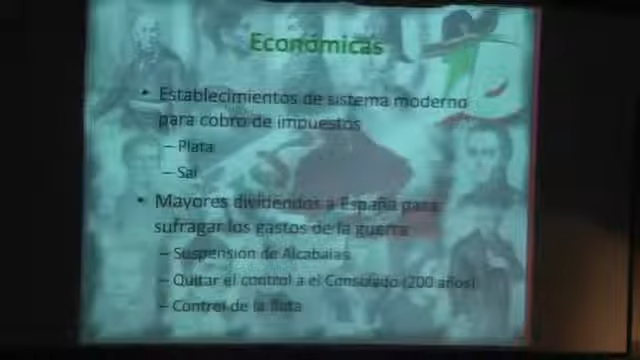 Económicas
• Establecimientos de sistema moderno
para cobro de impuestos
– Plata
– Sal
• Mayores dividendos a España para
sufragar los gastos de la guerra
– Suspensión de Alcabalas
– Quitar el control a el Consulado (200 años)
– Control de la flota